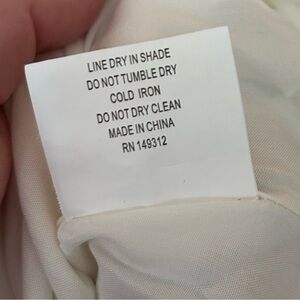 LINE DRY IN SHADE
DO NOT TUMBLE DRY
COLD IRON
DO NOT DRY CLEAN
MADE IN CHINA
RN 149312